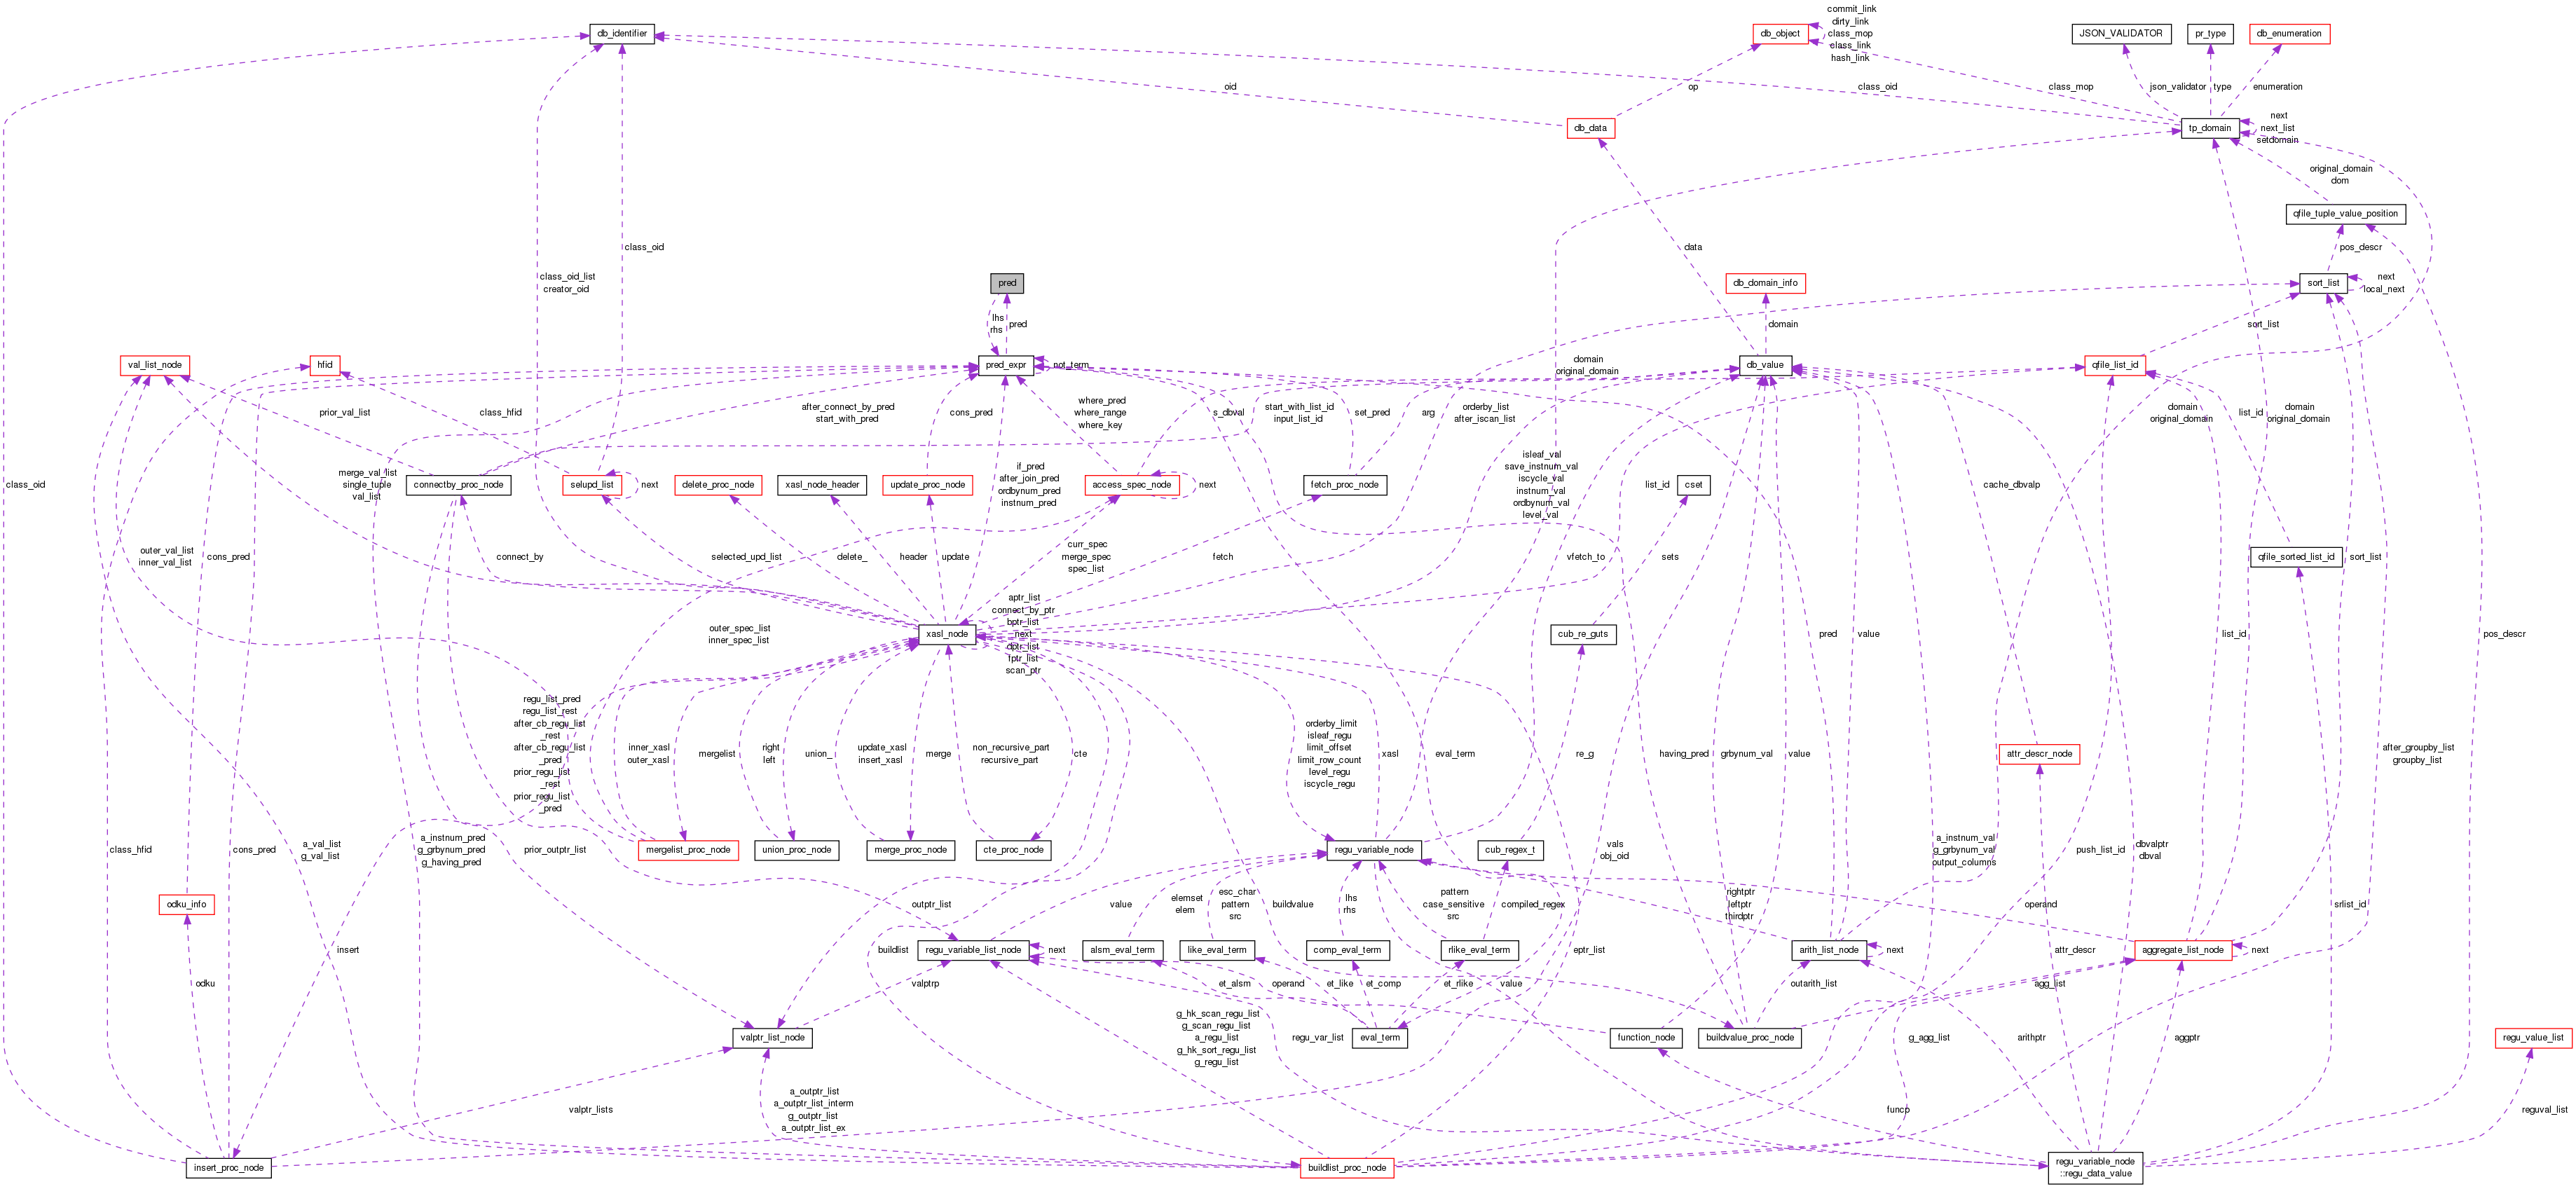 commit_link
dirty_link
class_mop
class_link
hash_link
db_identifier
db_object
JSON_VALIDATOR
pr_type
db_enumeration
oid
op
class_oid
class_mop
json_validator
type
enumeration
db_data
tp_domain
next
next_list
setdomain
original_domain
dom
qfile_tuple_value_position
class_oid
data
pos_descr
class_oid_list
creator_oid
pred
db_domain_info
sort_list
next
local_next
lhs
rhs
pred
domain
sort_list
val_list_node
hfid
pred_expr
not_term
domain
original_domain
db_value
qfile_list_id
prior_val_list
class_hfid
after_connect_by_pred
start_with_pred
cons_pred
where_pred
where_range
where_key
s_dbval
start_with_list_id
input_list_id
set_pred
arg
orderby_list
after_iscan_list
domain
original_domain
list_id
domain
original_domain
class_oid
merge_val_list
single_tuple
val_list
connectby_proc_node
selupd_list
next
delete_proc_node
xasl_node_header
update_proc_node
if_pred
after_join_pred
ordbynum_pred
instnum_pred
access_spec_node
next
fetch_proc_node
isleaf_val
save_instnum_val
iscycle_val
instnum_val
ordbynum_val
level_val
list_id
cset
cache_dbvalp
outer_val_list
inner_val_list
cons_pred
connect_by
selected_upd_list
delete_
header
update
curr_spec
merge_spec
spec_list
fetch
vfetch_to
sets
qfile_sorted_list_id
sort_list
outer_spec_list
inner_spec_list
xasl_node
aptr_list
connect_by_ptr
bptr_list
next
dptr_list
fptr_list
scan_ptr
cub_re_guts
pred
value
list_id
pos_descr
regu_list_pred
regu_list_rest
after_cb_regu_list
_rest
after_cb_regu_list
_pred
prior_regu_list
_rest
prior_regu_list
_pred
inner_xasl
outer_xasl
mergelist
right
left
union_
update_xasl
insert_xasl
merge
non_recursive_part
recursive_part
cte
orderby_limit
isleaf_regu
limit_offset
limit_row_count
level_regu
iscycle_regu
xasl
eval_term
re_g
having_pred
grbynum_val
value
attr_descr_node
after_groupby_list
groupby_list
class_hfid
cons_pred
a_val_list
g_val_list
a_instnum_pred
g_grbynum_pred
g_having_pred
prior_outptr_list
mergelist_proc_node
union_proc_node
merge_proc_node
cte_proc_node
regu_variable_node
cub_regex_t
vals
obj_oid
a_instnum_val
g_grbynum_val
output_columns
push_list_id
dbvalptr
dbval
odku_info
outptr_list
value
elemset
elem
esc_char
pattern
src
lhs
rhs
pattern
case_sensitive
src
compiled_regex
rightptr
leftptr
thirdptr
operand
srlist_id
buildvalue
insert
buildlist
regu_variable_list_node
next
alsm_eval_term
like_eval_term
comp_eval_term
rlike_eval_term
eptr_list
arith_list_node
next
attr_descr
aggregate_list_node
next
odku
valptrp
et_alsm
operand
et_like
et_comp
et_rlike
value
outarith_list
agg_list
g_hk_scan_regu_list
g_scan_regu_list
a_regu_list
g_hk_sort_regu_list
g_regu_list
valptr_list_node
regu_var_list
eval_term
function_node
buildvalue_proc_node
g_agg_list
arithptr
aggptr
regu_value_list
valptr_lists
a_outptr_list
a_outptr_list_interm
g_outptr_list
a_outptr_list_ex
funcp
reguval_list
insert_proc_node
buildlist_proc_node
regu_variable_node
::regu_data_value